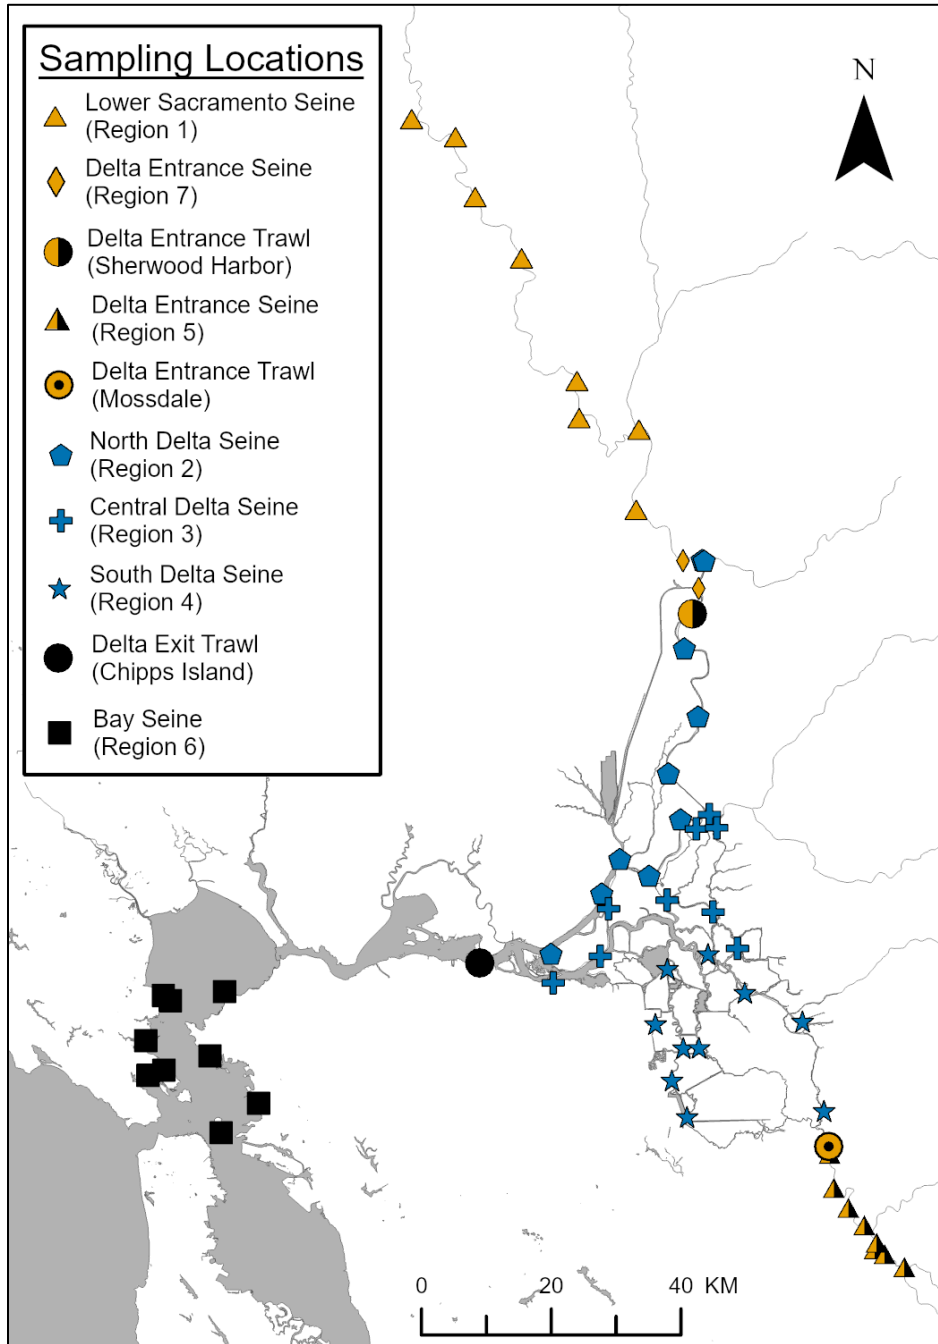 Sampling Locations
Lower Sacramento Seine
(Region 1)
Delta Entrance Seine
(Region 7)
Delta Entrance Trawl
(Sherwood Harbor)
Delta Entrance Seine
(Region 5)
Delta Entrance Trawl
(Mossdale)
North Delta Seine
(Region 2)
Central Delta Seine
(Region 3)
South Delta Seine
(Region 4)
Delta Exit Trawl
(Chipps Island)
Bay Seine
(Region 6)
N
0 20 40 KM